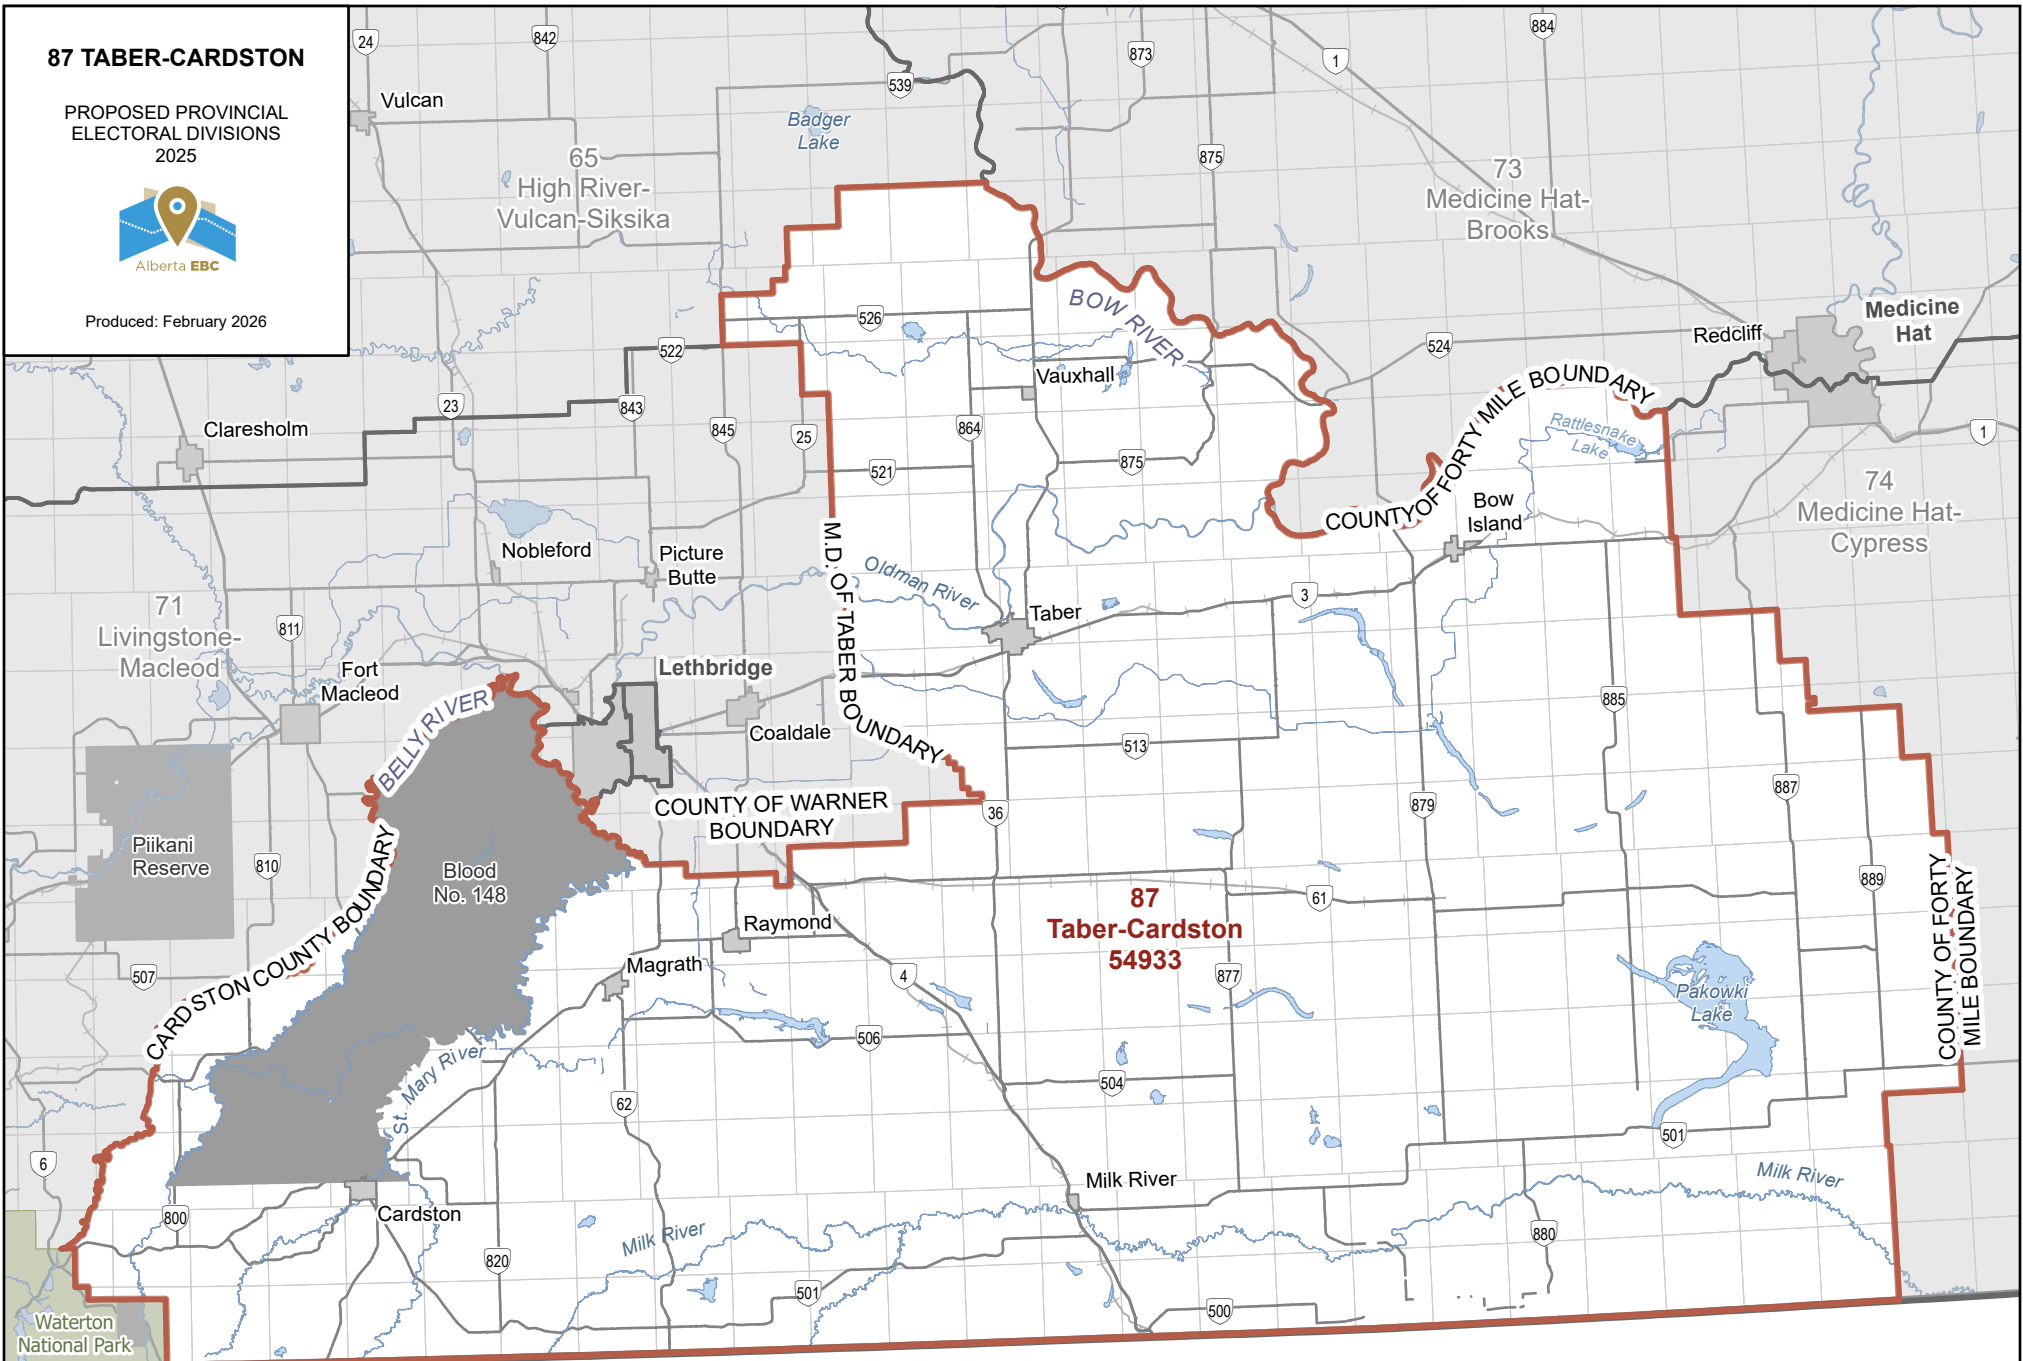 87 TABER-CARDSTON
PROPOSED PROVINCIAL
ELECTORAL DIVISIONS
2025
Alberta EBC
Produced: February 2026
24
842
884
873
1
539
Vulcan
Badger
Lake
65
High River-
Vulcan-Siksika
875
73
Medicine Hat-
Brooks
BOW RIVER
526
522
524
Redcliff
Medicine
Hat
Vauxhall
23
843
845
25
864
Claresholm
COUNTY OF FORTY MILE BOUNDARY
Rattlesnake
Lake
1
521
875
74
Medicine Hat-
Cypress
Bow
Island
Nobleford
Picture
Butte
M.D. OF TABER BOUNDARY
Oldman River
Taber
3
71
Livingstone-
Macleod
811
Fort
Macleod
BELLY RIVER
Lethbridge
Coaldale
885
513
887
COUNTY OF WARNER
BOUNDARY
36
879
Piikani
Reserve
810
CARDSTON COUNTY BOUNDARY
Blood
No. 148
889
COUNTY OF FORTY
MILE BOUNDARY
87
Taber-Cardston
54933
61
Raymond
Magrath
507
4
877
Pakowki
Lake
506
St. Mary River
504
62
501
6
Milk River
Milk River
800
Cardston
Milk River
820
880
501
500
Waterton
National Park